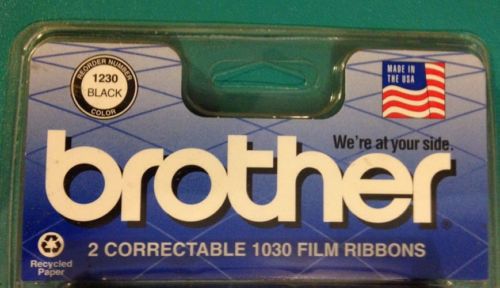 REORDER NUMBER
1230
BLACK
COLOR
MADE IN
THE USA
We're at your side.
brother®
2 CORRECTABLE 1030 FILM RIBBONS
Recycled
Paper